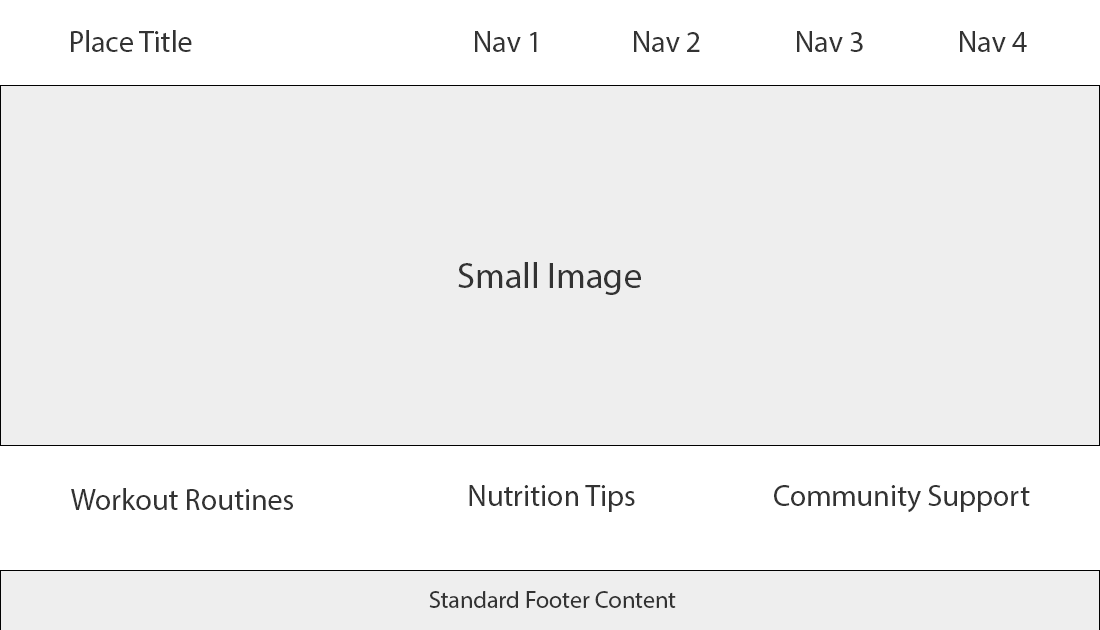 Place Title Nav 1 Nav 2 Nav 3 Nav 4
Small Image
Workout Routines Nutrition Tips Community Support
Standard Footer Content